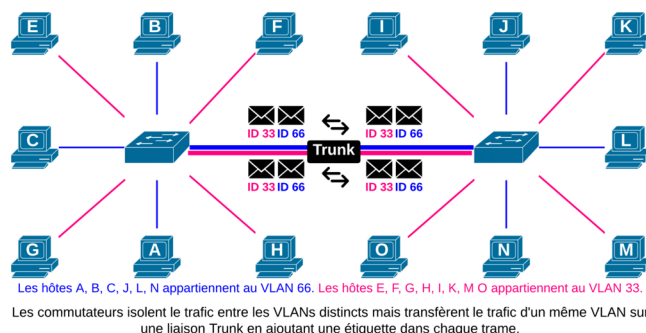 E B F I J K
ID 33 ID 66 ID 33 ID 66
C Trunk L
ID 33 ID 66 ID 33 ID 66
G A H O N M
Les hôtes A, B, C, J, L, N appartiennent au VLAN 66. Les hôtes E, F, G, H, I, K, M O appartiennent au VLAN 33.
Les commutateurs isolent le trafic entre les VLANs distincts mais transfèrent le trafic d'un même VLAN sur
une liaison Trunk en ajoutant une étiquette dans chaque trame.